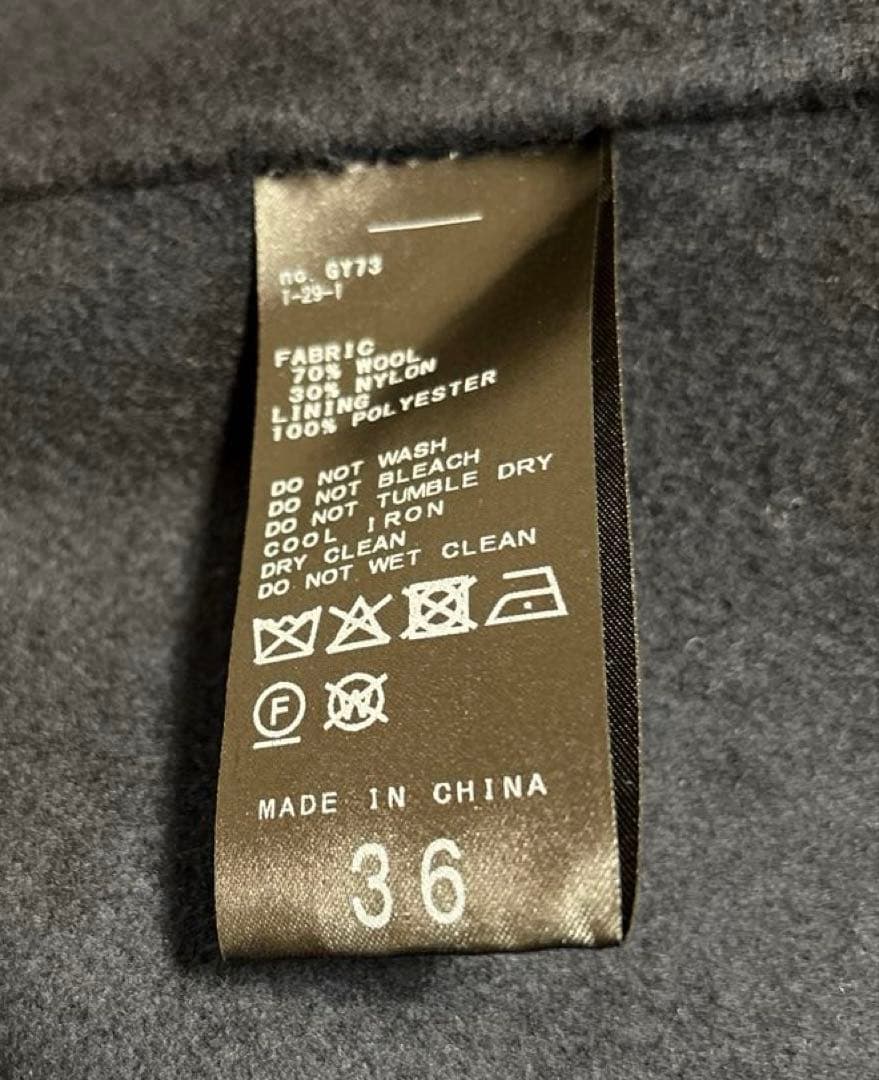 no. GY73
1-29-1
FABRIC
70% WOOL
30% NYLON
LINING
100% POLYESTER
DO NOT WASH
DO NOT BLEACH
DO NOT TUMBLE DRY
COOL IRON
DRY CLEAN
DO NOT WET CLEAN
F W
MADE IN CHINA
36